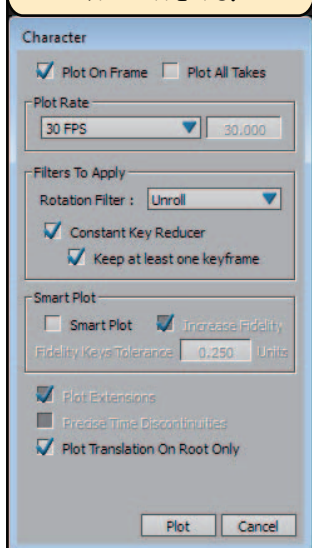 Character
Plot On Frame Plot All Takes
Plot Rate
30 FPS 30.000
Filters To Apply
Rotation Filter : Unroll
Constant Key Reducer
Keep at least one keyframe
Smart Plot
Smart Plot Increase Fidelity
Fidelity Keys Tolerance 0.250 Units
Plot Extensions
Precise Time Discontinuities
Plot Translation On Root Only
Plot Cancel